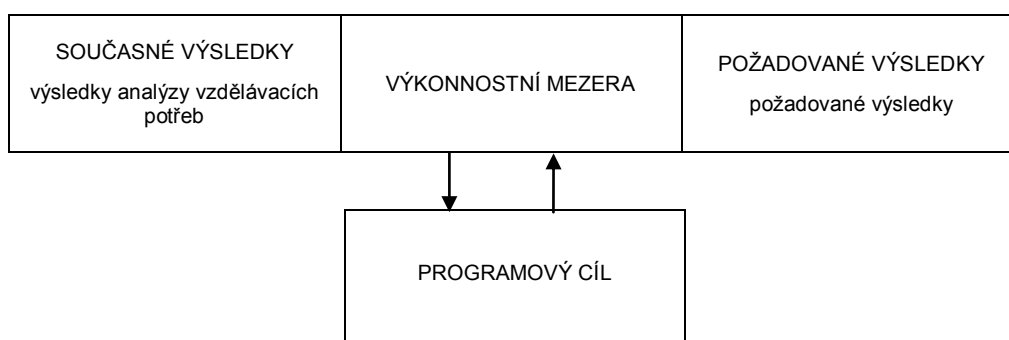 SOUČASNÉ VÝSLEDKY
výsledky analýzy vzdělávacích
potřeb
VÝKONNOSTNÍ MEZERA
POŽADOVANÉ VÝSLEDKY
požadované výsledky
PROGRAMOVÝ CÍL